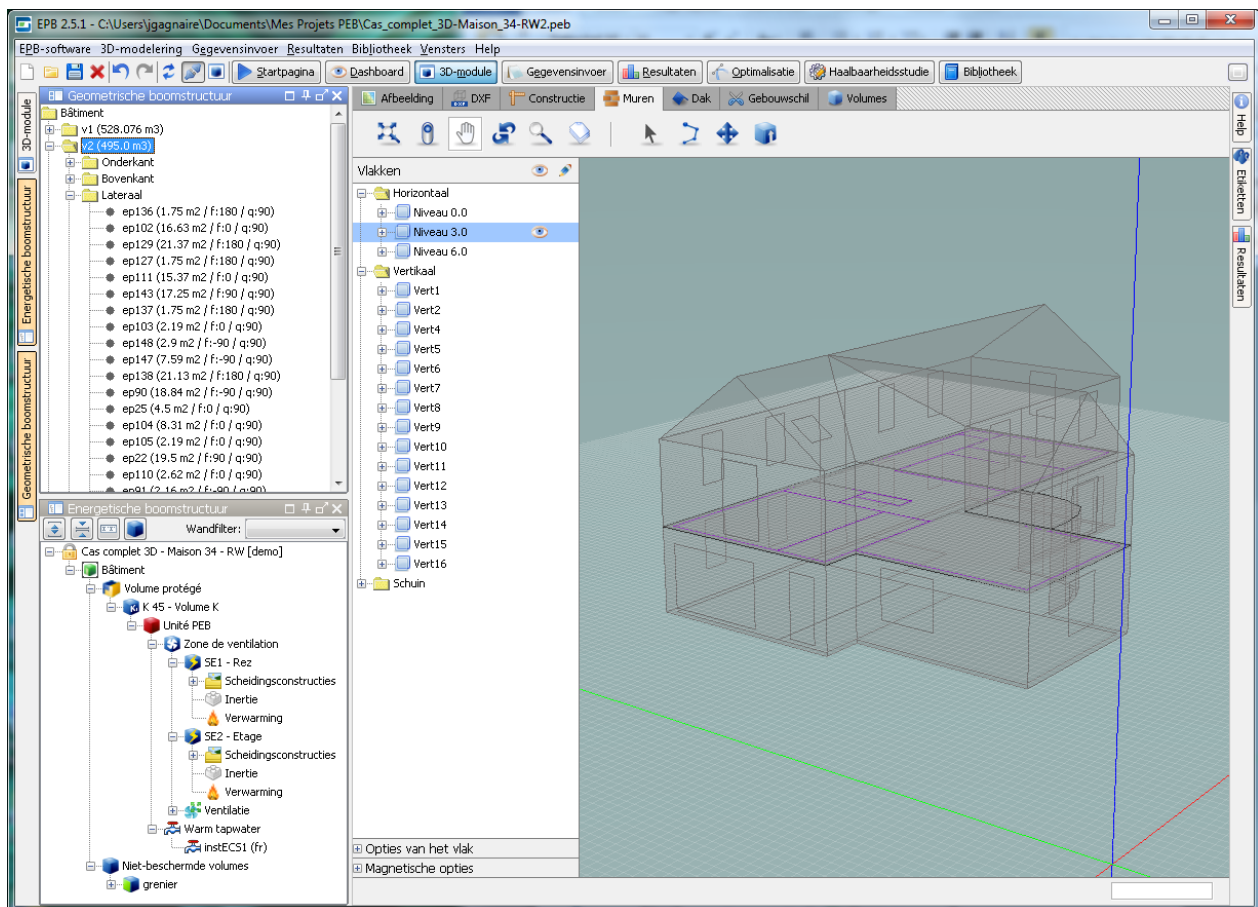 EPB 2.5.1 - C:\Users\jgagnaire\Documents\Mes Projets PEB\Cas_complet_3D-Maison_34-RW2.peb
EPB-software 3D-modelering Gegevensinvoer Resultaten Bibliotheek Vensters Help
Startpagina Dashboard 3D-module Gegevensinvoer Resultaten Optimalisatie Haalbaarheidsstudie Bibliotheek
3D-module
Energetische boomstructuur
Geometrische boomstructuur
Geometrische boomstructuur
Bâtiment
v1 (528.076 m3)
v2 (495.0 m3)
Onderkant
Bovenkant
Lateraal
ep136 (1.75 m2 / f:180 / q:90)
ep102 (16.63 m2 / f:0 / q:90)
ep129 (21.37 m2 / f:180 / q:90)
ep127 (1.75 m2 / f:180 / q:90)
ep111 (15.37 m2 / f:0 / q:90)
ep143 (17.25 m2 / f:90 / q:90)
ep137 (1.75 m2 / f:180 / q:90)
ep103 (2.19 m2 / f:0 / q:90)
ep148 (2.9 m2 / f:-90 / q:90)
ep147 (7.59 m2 / f:-90 / q:90)
ep138 (21.13 m2 / f:180 / q:90)
ep90 (18.84 m2 / f:-90 / q:90)
ep25 (4.5 m2 / f:0 / q:90)
ep104 (8.31 m2 / f:0 / q:90)
ep105 (2.19 m2 / f:0 / q:90)
ep22 (19.5 m2 / f:90 / q:90)
ep110 (2.62 m2 / f:0 / q:90)
ep91 (2.16 m2 / f:-90 / q:90)
Energetische boomstructuur
Wandfilter:
Cas complet 3D - Maison 34 - RW [demo]
Bâtiment
Volume protégé
K 45 - Volume K
Unité PEB
Zone de ventilation
SE1 - Rez
Scheidingsconstructies
Inertie
Verwarming
SE2 - Etage
Scheidingsconstructies
Inertie
Verwarming
Ventilatie
Warm tapwater
instECS1 (fr)
Niet-beschermde volumes
grenier
Afbeelding DXF Constructie Muren Dak Gebouwschil Volumes
Vlakken
Horizontaal
Niveau 0.0
Niveau 3.0
Niveau 6.0
Vertikaal
Vert1
Vert2
Vert4
Vert5
Vert6
Vert7
Vert8
Vert9
Vert10
Vert11
Vert12
Vert13
Vert14
Vert15
Vert16
Schuin
Opties van het vlak
Magnetische opties
Help
Etiketten
Resultaten